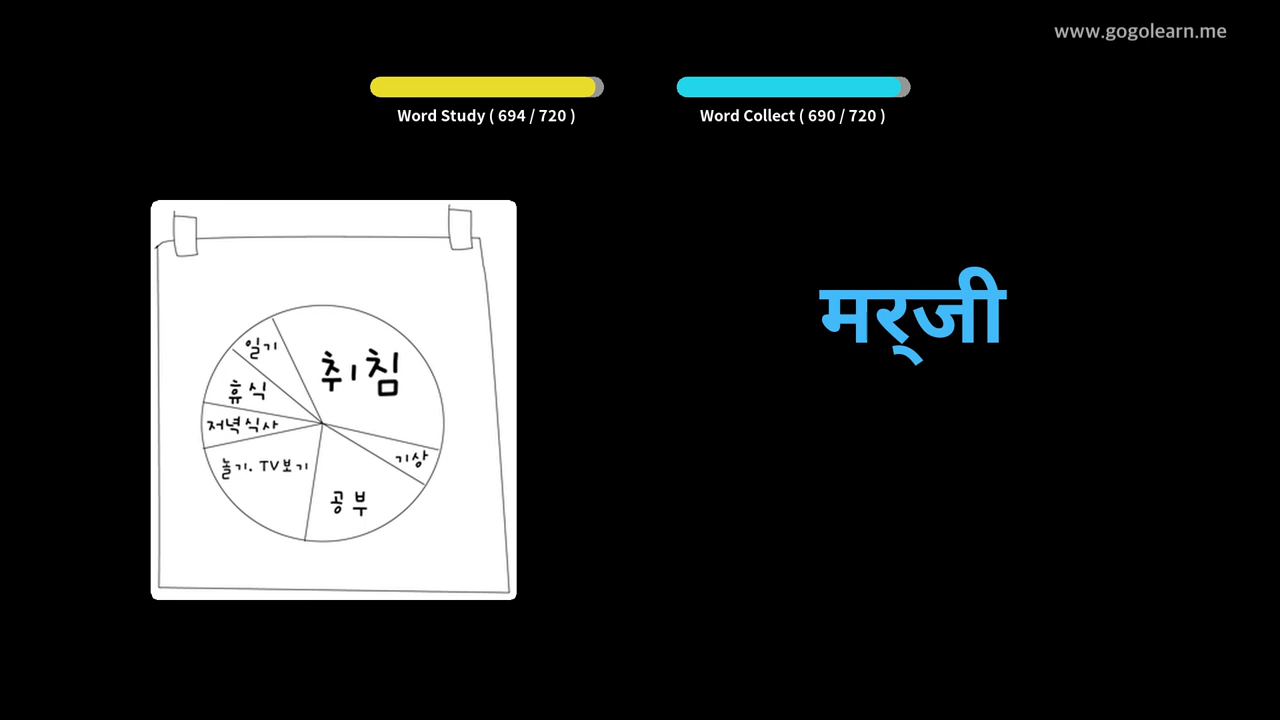 www.gogolearn.me
Word Study ( 694 / 720 )
Word Collect ( 690 / 720 )
일기
취침
휴식
저녁식사
놀기. TV보기
기상
공부
मर्‌जी